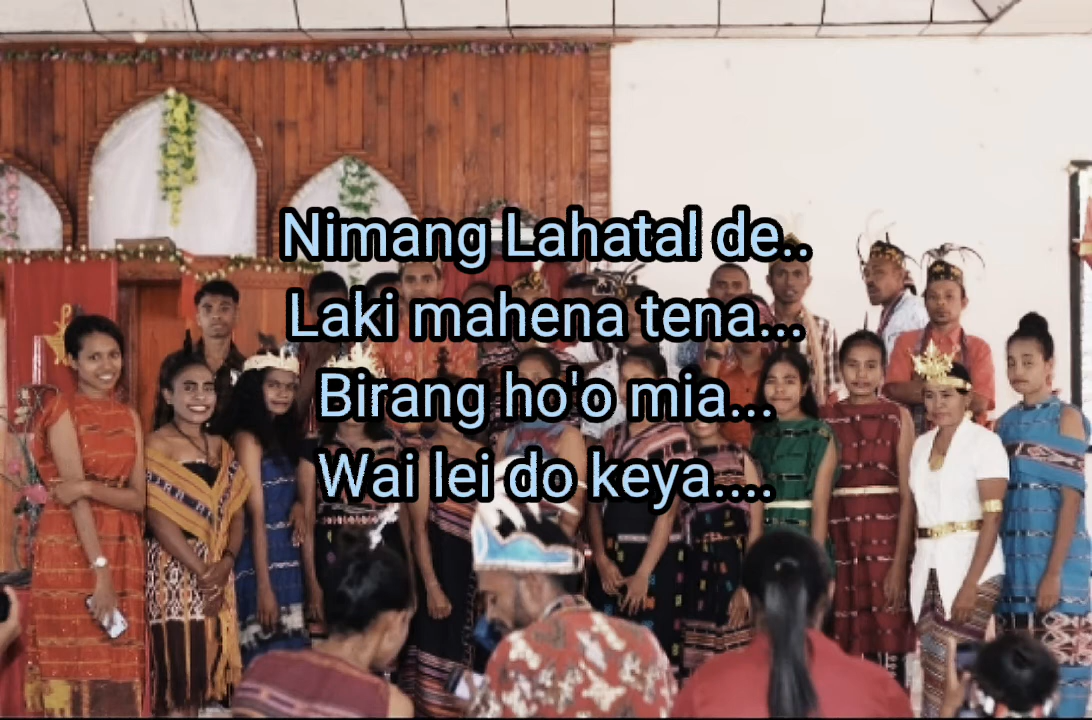 Nimang Lahatal de..
Laki mahena tena...
Birang ho'o mia...
Wai lei do keya....